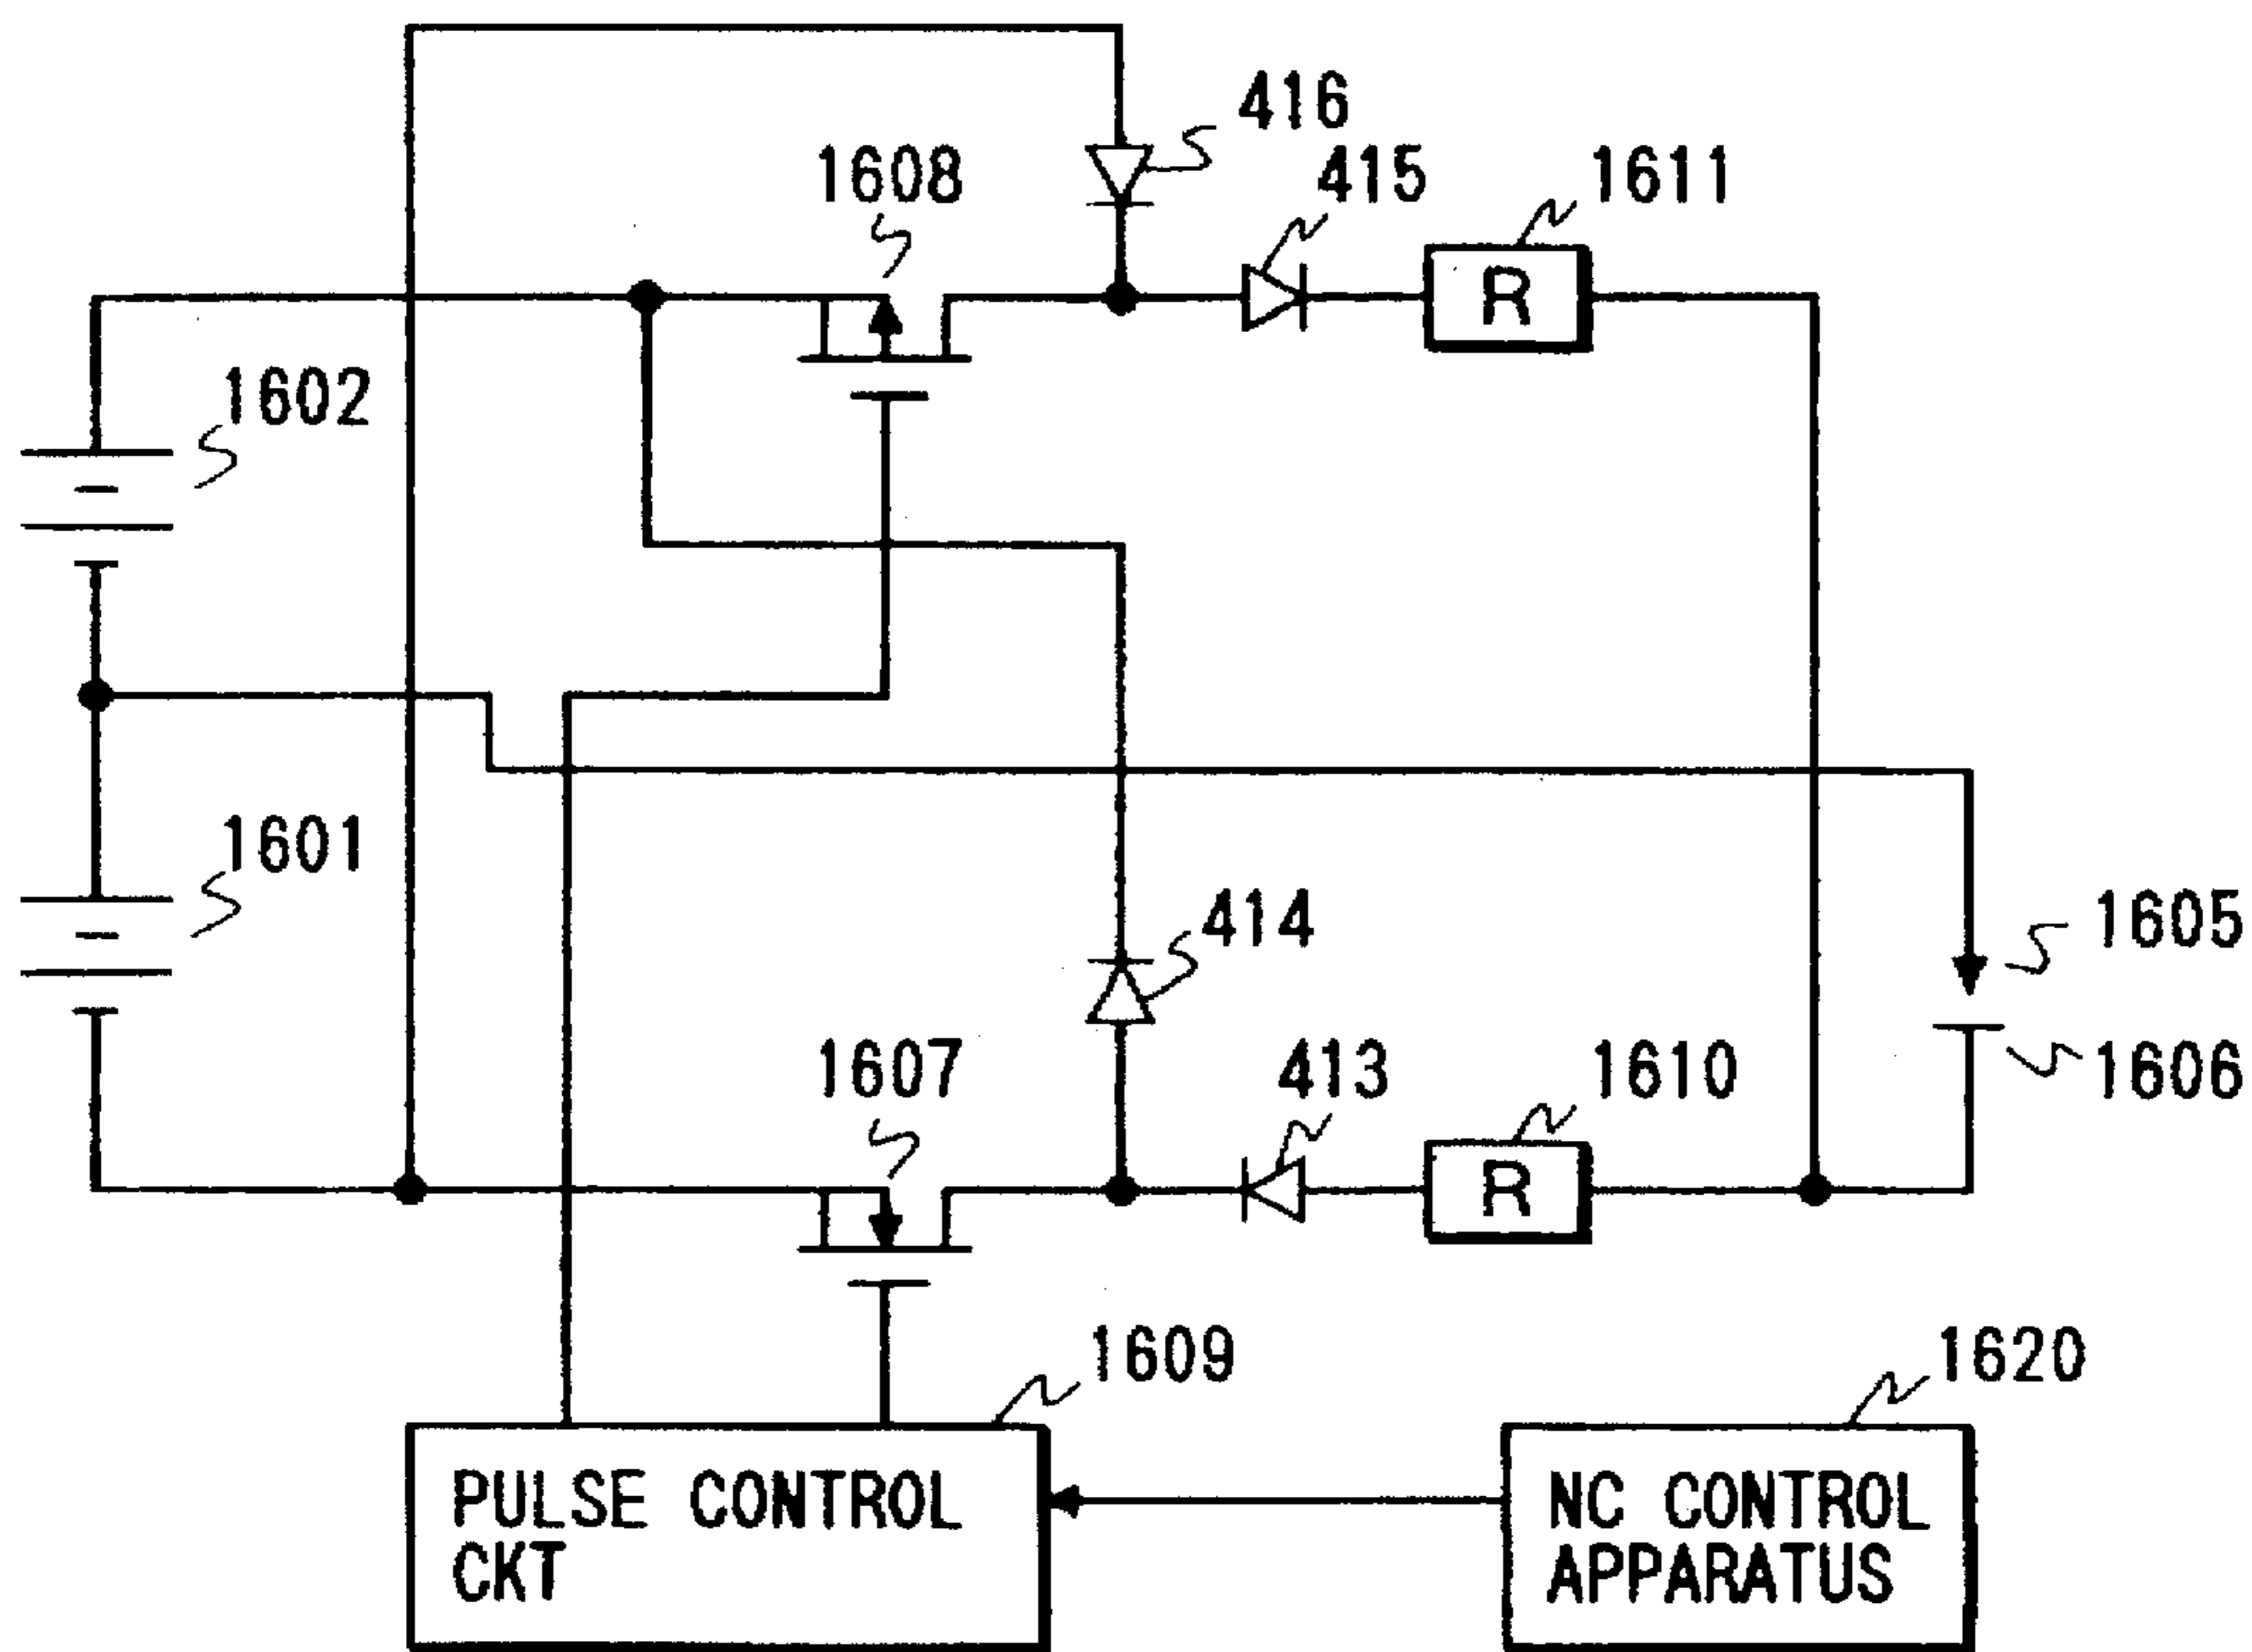 416
1608
415
1611
R
1602
1601
414
1605
1607
413
1610
1606
R
1609
1620
PULSE CONTROL
CKT
NC CONTROL
APPARATUS